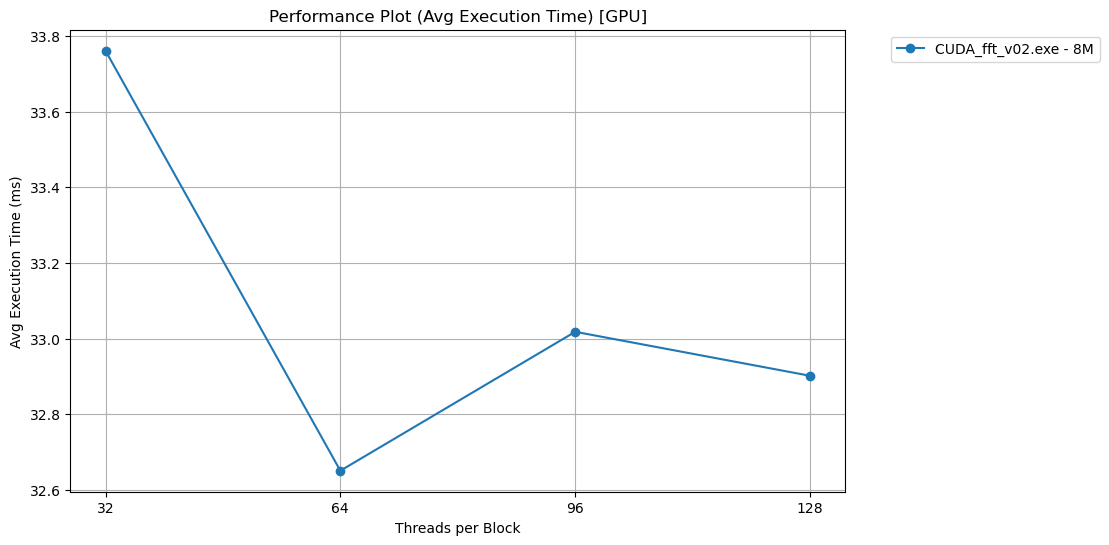 Performance Plot (Avg Execution Time) [GPU]
CUDA_fft_v02.exe - 8M
33.8
33.6
33.4
33.2
33.0
32.8
32.6
Avg Execution Time (ms)
32 64 96 128
Threads per Block